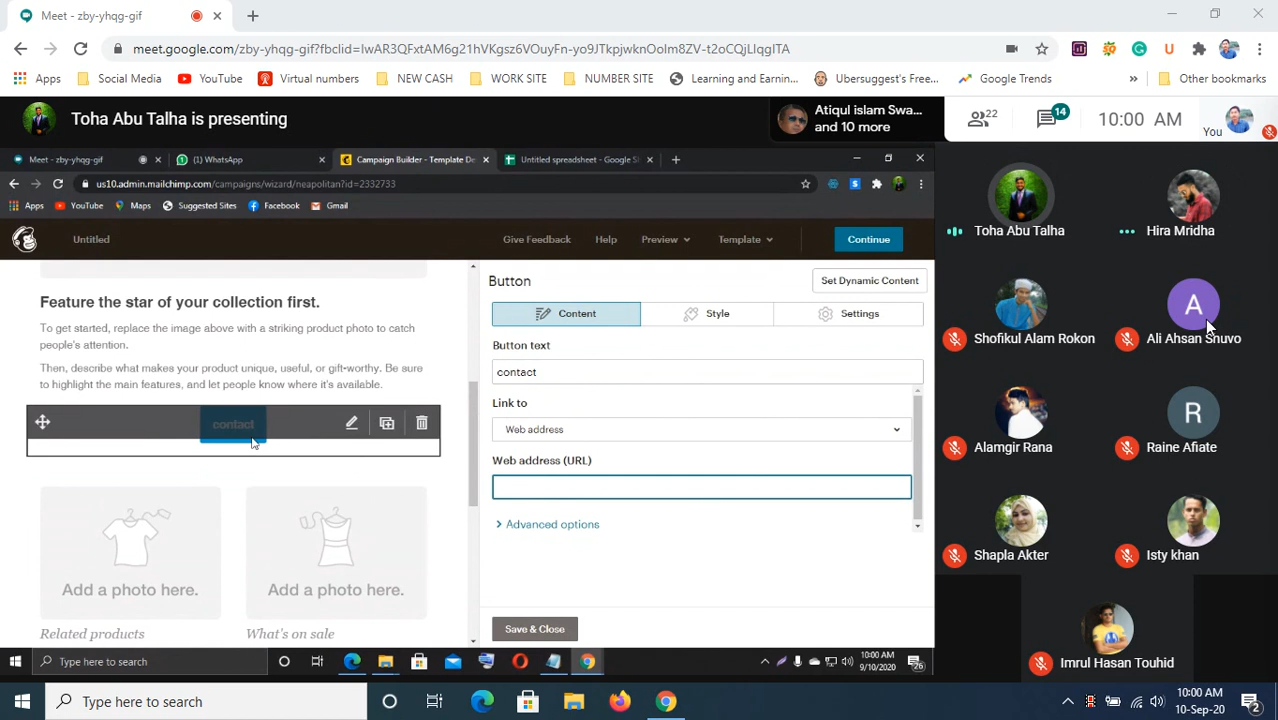 Meet - zby-yhqg-gif
meet.google.com/zby-yhqg-gif?fbclid=IwAR3QFxtAM6g21hVKgsz6VOuyFn-yo9JTkpjwknOolm8ZV-t2oCQjLIqgITA
Apps
Social Media
YouTube
Virtual numbers
NEW CASH
WORK SITE
NUMBER SITE
Learning and Earnin...
Ubersuggest's Free...
Google Trends
Other bookmarks
Toha Abu Talha is presenting
Atiqul islam Swa...
and 10 more
22
14
10:00 AM
You
Meet - zby-yhqg-gif
(1) WhatsApp
Campaign Builder - Template De
Untitled spreadsheet - Google Sh
us10.admin.mailchimp.com/campaigns/wizard/neapolitan?id=2332733
Apps
YouTube
Maps
Suggested Sites
Facebook
Gmail
Untitled
Give Feedback
Help
Preview
Template
Continue
Button
Set Dynamic Content
Content
Style
Settings
Feature the star of your collection first.
To get started, replace the image above with a striking product photo to catch
people's attention.
Then, describe what makes your product unique, useful, or gift-worthy. Be sure
to highlight the main features, and let people know where it's available.
contact
Button text
contact
Link to
Web address
Web address (URL)
Advanced options
Add a photo here.
Add a photo here.
Related products
What's on sale
Save & Close
Toha Abu Talha
Hira Mridha
Shofikul Alam Rokon
A
Ali Ahsan Shuvo
Alamgir Rana
R
Raine Afiate
Shapla Akter
Isty khan
Imrul Hasan Touhid
Type here to search
10:00 AM
9/10/2020
26
Type here to search
10:00 AM
10-Sep-20
2